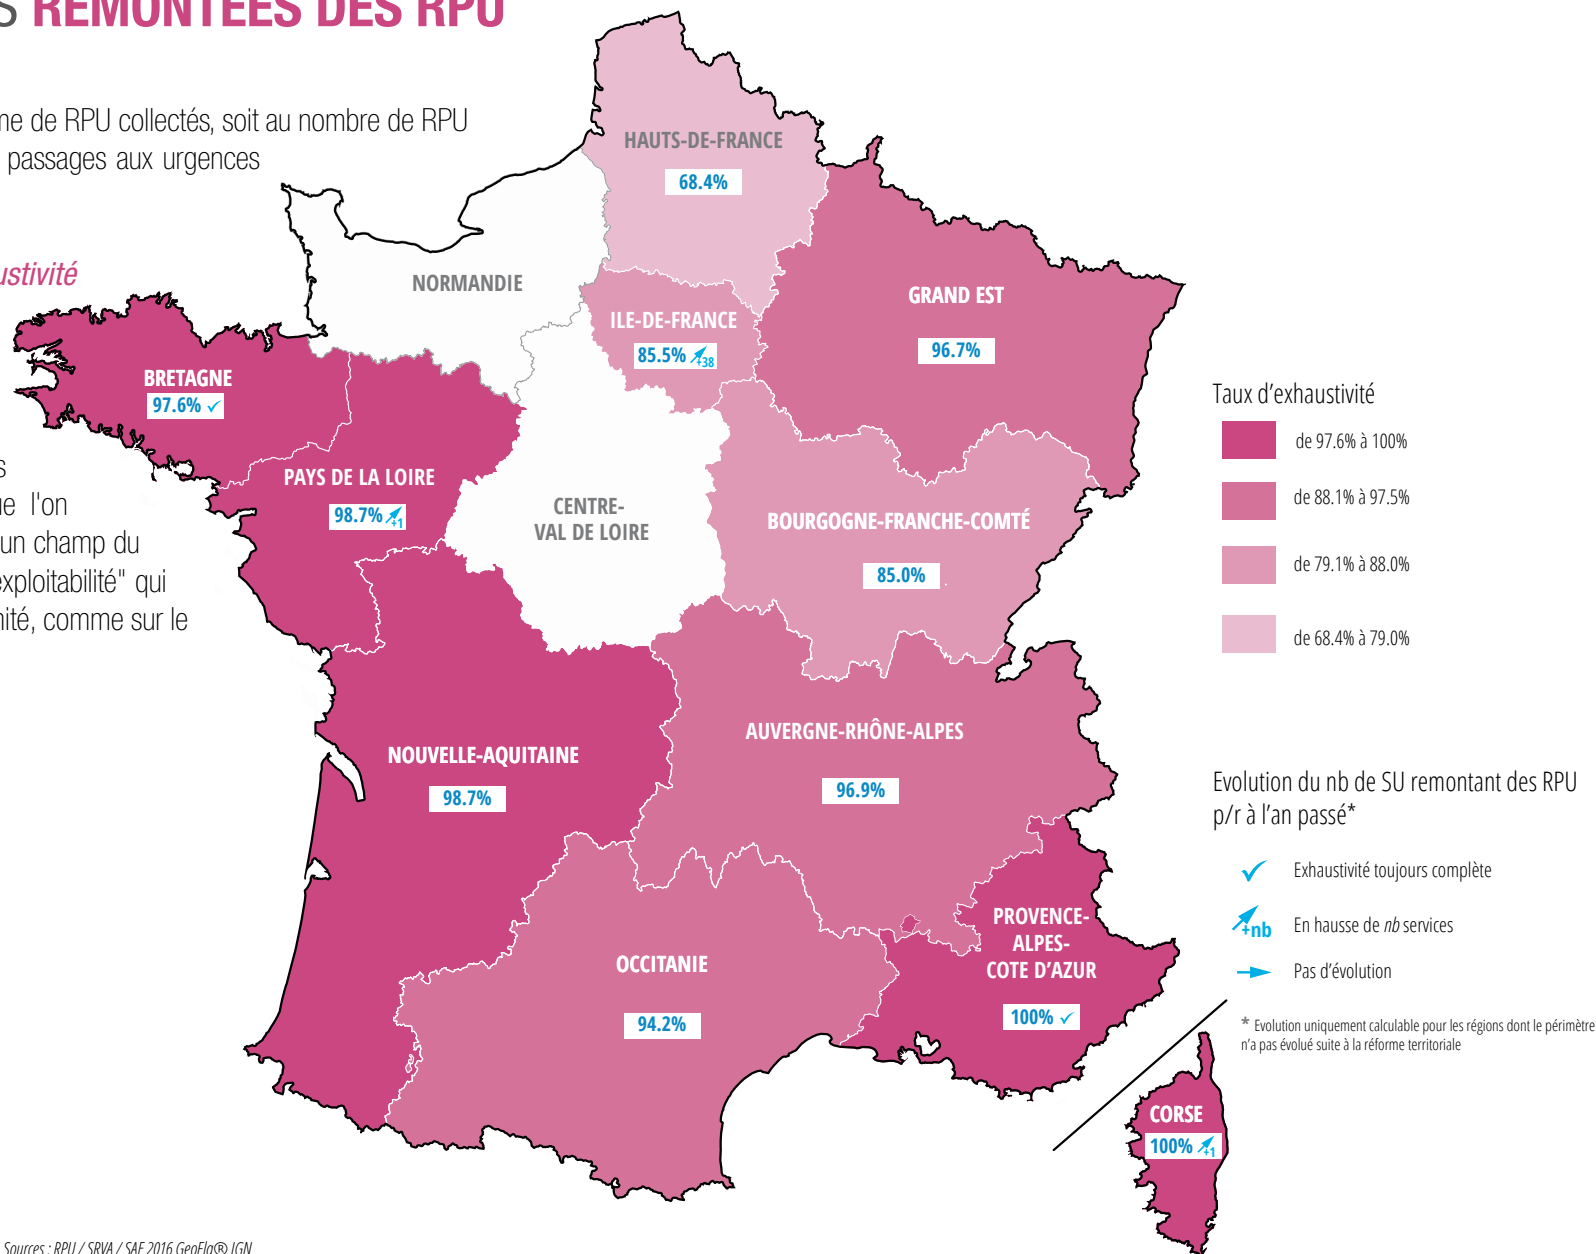 REMONTÉES DES RPU
de RPU collectés, soit au nombre de RPU
passages aux urgences
HAUTS-DE-FRANCE
68.4%
NORMANDIE
ILE-DE-FRANCE
85.5% +38
GRAND EST
96.7%
BRETAGNE
97.6% ✓
PAYS DE LA LOIRE
98.7% +1
l'on
un champ du
exploitabilité" qui
comme sur le
CENTRE-
VAL DE LOIRE
BOURGOGNE-FRANCHE-COMTÉ
85.0%
NOUVELLE-AQUITAINE
98.7%
AUVERGNE-RHÔNE-ALPES
96.9%
OCCITANIE
94.2%
PROVENCE-
ALPES-
COTE D'AZUR
100% ✓
CORSE
100% +1
Taux d'exhaustivité
de 97.6% à 100%
de 88.1% à 97.5%
de 79.1% à 88.0%
de 68.4% à 79.0%
Evolution du nb de SU remontant des RPU
p/r à l'an passé*
✓ Exhaustivité toujours complète
+nb En hausse de nb services
Pas d'évolution
* Evolution uniquement calculable pour les régions dont le périmètre
n'a pas évolué suite à la réforme territoriale
Sources : RPU / SRVA / SAE 2016 GeoFla® IGN